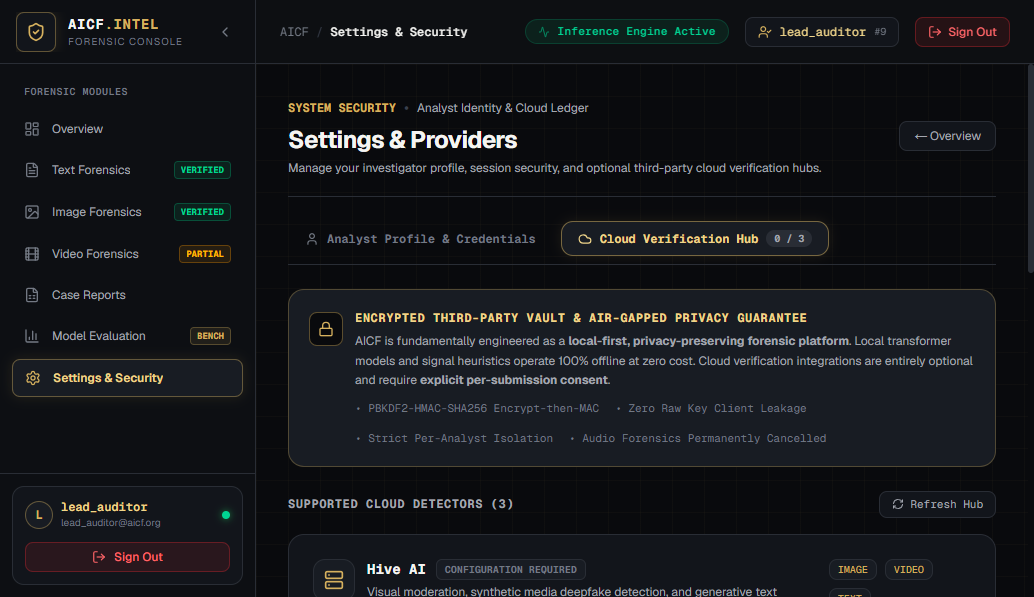 AICF.INTEL
FORENSIC CONSOLE
AICF / Settings & Security
Inference Engine Active
lead_auditor #9
Sign Out
FORENSIC MODULES
Overview
Text Forensics VERIFIED
Image Forensics VERIFIED
Video Forensics PARTIAL
Case Reports
Model Evaluation BENCH
Settings & Security
L
lead_auditor
lead_auditor@aicf.org
Sign Out
SYSTEM SECURITY • Analyst Identity & Cloud Ledger
Settings & Providers
← Overview
Manage your investigator profile, session security, and optional third-party cloud verification hubs.
Analyst Profile & Credentials
Cloud Verification Hub 0 / 3
ENCRYPTED THIRD-PARTY VAULT & AIR-GAPPED PRIVACY GUARANTEE
AICF is fundamentally engineered as a local-first, privacy-preserving forensic platform. Local transformer
models and signal heuristics operate 100% offline at zero cost. Cloud verification integrations are entirely optional
and require explicit per-submission consent.
• PBKDF2-HMAC-SHA256 Encrypt-then-MAC • Zero Raw Key Client Leakage
• Strict Per-Analyst Isolation • Audio Forensics Permanently Cancelled
SUPPORTED CLOUD DETECTORS (3)
Refresh Hub
Hive AI CONFIGURATION REQUIRED
IMAGE VIDEO
Visual moderation, synthetic media deepfake detection, and generative text
TEXT